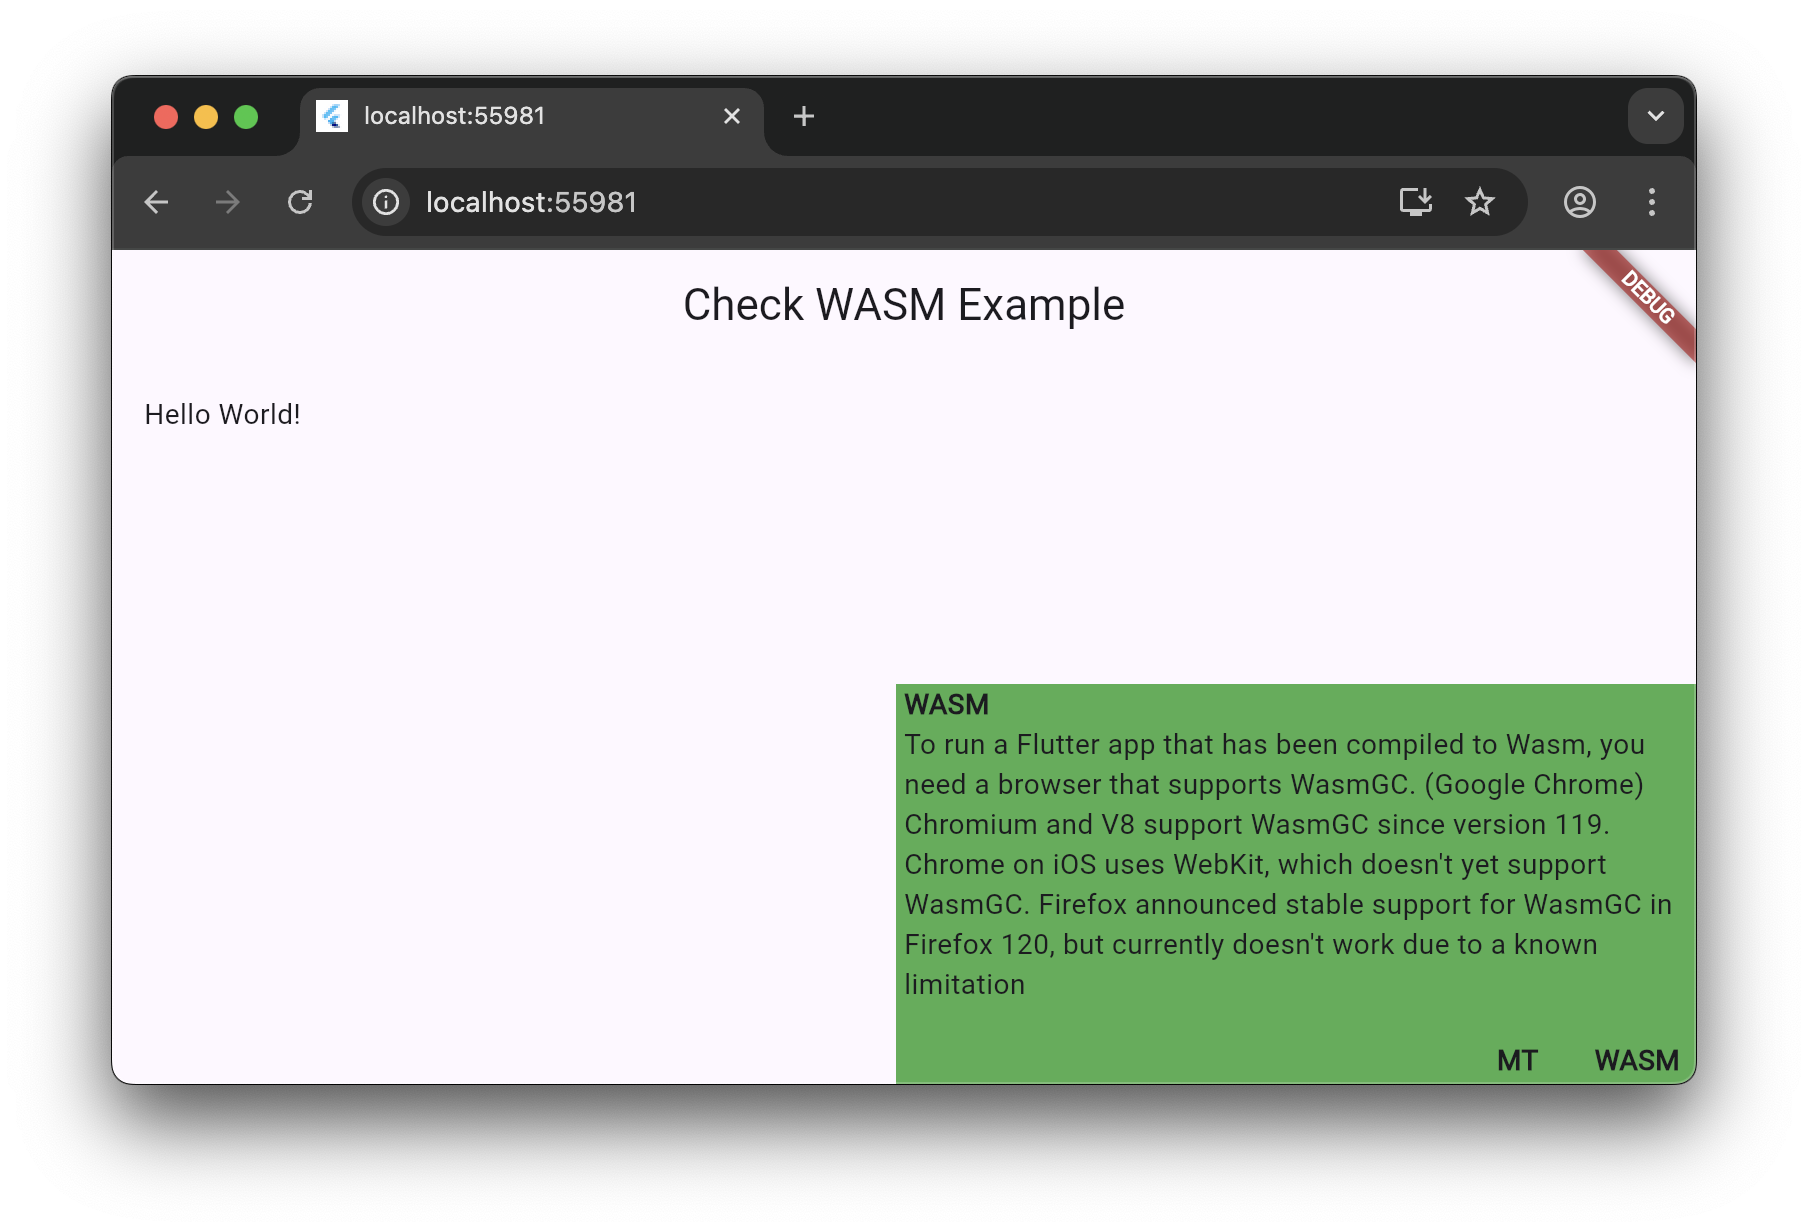 localhost:55981
localhost:55981
DEBUG
Check WASM Example
Hello World!
WASM
To run a Flutter app that has been compiled to Wasm, you
need a browser that supports WasmGC. (Google Chrome)
Chromium and V8 support WasmGC since version 119.
Chrome on iOS uses WebKit, which doesn't yet support
WasmGC. Firefox announced stable support for WasmGC in
Firefox 120, but currently doesn't work due to a known
limitation
MT WASM